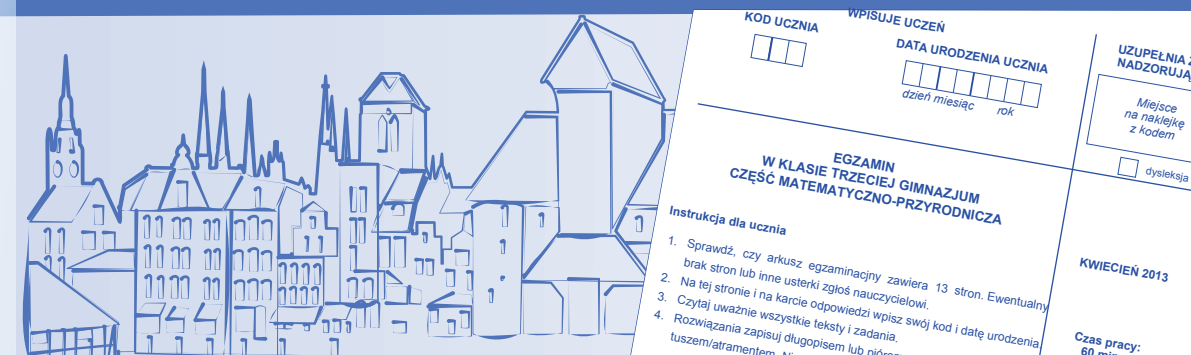 KOD UCZNIA
WPISUJE UCZEŃ
DATA URODZENIA UCZNIA
dzień miesiąc rok
UZUPEŁNIA
Miejsce
na naklejkę
z kodem
dysleksja
EGZAMIN
W KLASIE TRZECIEJ GIMNAZJUM
CZĘŚĆ MATEMATYCZNO-PRZYRODNICZA
KWIECIEŃ 2013
Instrukcja dla ucznia
1. Sprawdź, czy arkusz egzaminacyjny zawiera 13 stron. Ewentualny
brak stron lub inne usterki zgłoś nauczycielowi.
2. Na tej stronie i na karcie odpowiedzi wpisz swój kod i datę urodzenia.
3. Czytaj uważnie wszystkie teksty i zadania.
4. Rozwiązania zapisuj długopisem lub
tuszem/atramentem.
Czas pracy:
60